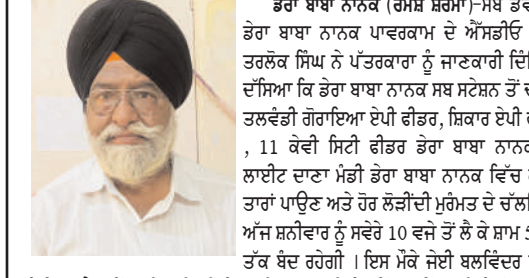 ਡੇਰਾ ਬਾਬਾ ਨਾਨਕ (ਰਮੇਸ਼ ਸ਼ਰਮਾ)-ਸਬ
ਡੇਰਾ ਬਾਬਾ ਨਾਨਕ ਪਾਵਰਕਾਮ ਦੇ ਐੱਸਡੀਓ
ਤਰਲੋਕ ਸਿੰਘ ਨੇ ਪੱਤਰਕਾਰਾ ਨੂੰ ਜਾਣਕਾਰੀ
ਦੱਸਿਆ ਕਿ ਡੇਰਾ ਬਾਬਾ ਨਾਨਕ ਸਬ ਸਟੇਸ਼ਨ ਤੋਂ
ਤਲਵੰਡੀ ਗੋਰਾਇਆ ਏਪੀ ਫੀਡਰ, ਸ਼ਿਕਾਰ ਏਪੀ
, 11 ਕੇਵੀ ਸਿਟੀ ਫੀਡਰ ਡੇਰਾ ਬਾਬਾ ਨਾਨਕ
ਲਾਈਟ ਦਾਣਾ ਮੰਡੀ ਡੇਰਾ ਬਾਬਾ ਨਾਨਕ ਵਿੱਚ
ਤਾਰਾਂ ਪਾਉਣ ਅਤੇ ਹੋਰ ਲੋੜੀਂਦੀ ਮੁਰੰਮਤ ਦੇ
ਅੱਜ ਸ਼ਨੀਵਾਰ ਨੂੰ ਸਵੇਰੇ 10 ਵਜੇ ਤੋਂ ਲੈ ਕੇ ਸ਼ਾਮ 5
ਤੱਕ ਬੰਦ ਰਹੇਗੀ । ਇਸ ਮੌਕੇ ਜੇਈ ਬਲਵਿੰਦਰ